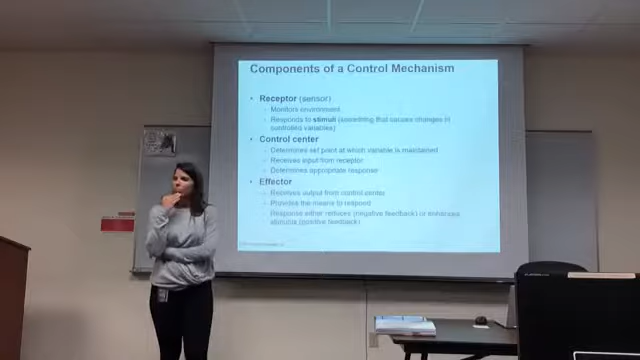 Components of a Control Mechanism
• Receptor (sensor)
– Monitors environment
– Responds to stimuli (something that causes changes in
controlled variables)
• Control center
– Determines set point at which variable is maintained
– Receives input from receptor
– Determines appropriate response
• Effector
– Receives output from control center
– Provides the means to respond
– Response either reduces (negative feedback) or enhances
stimulus (positive feedback)